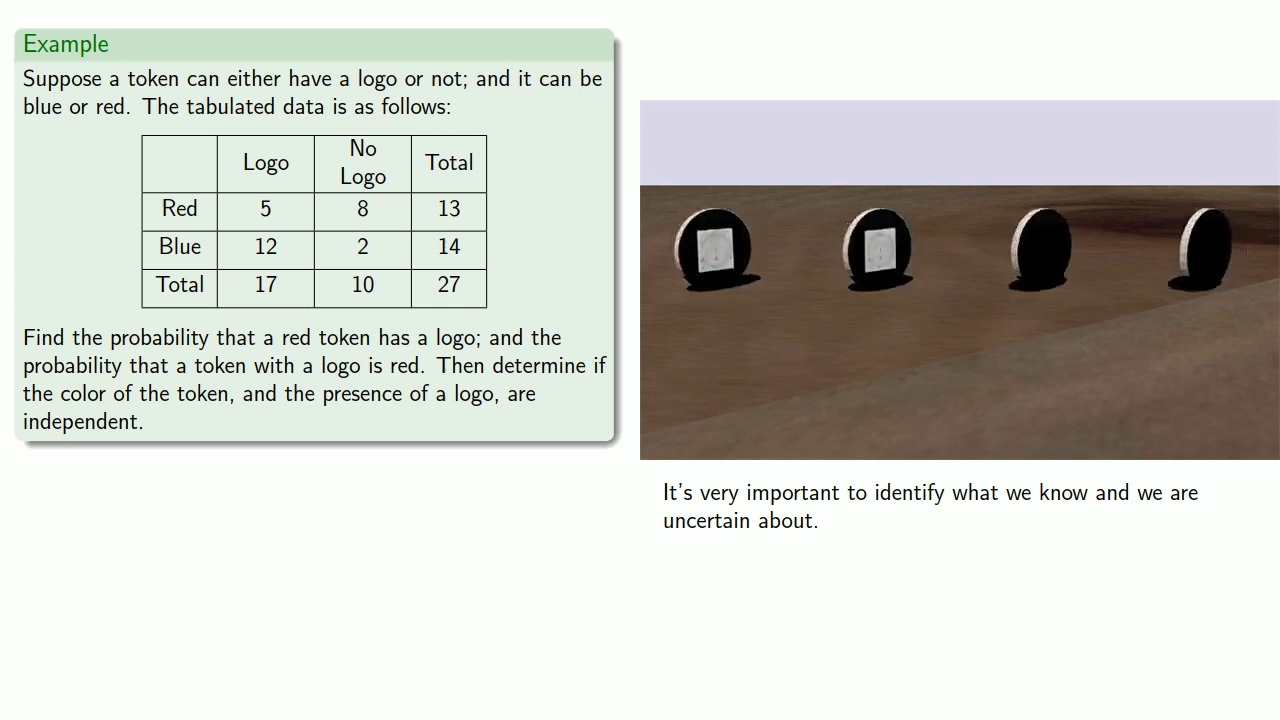 Example
Suppose a token can either have a logo or not; and it can be
blue or red. The tabulated data is as follows:
Logo No Logo Total
Red 5 8 13
Blue 12 2 14
Total 17 10 27
Find the probability that a red token has a logo; and the
probability that a token with a logo is red. Then determine if
the color of the token, and the presence of a logo, are
independent.
It's very important to identify what we know and we are
uncertain about.